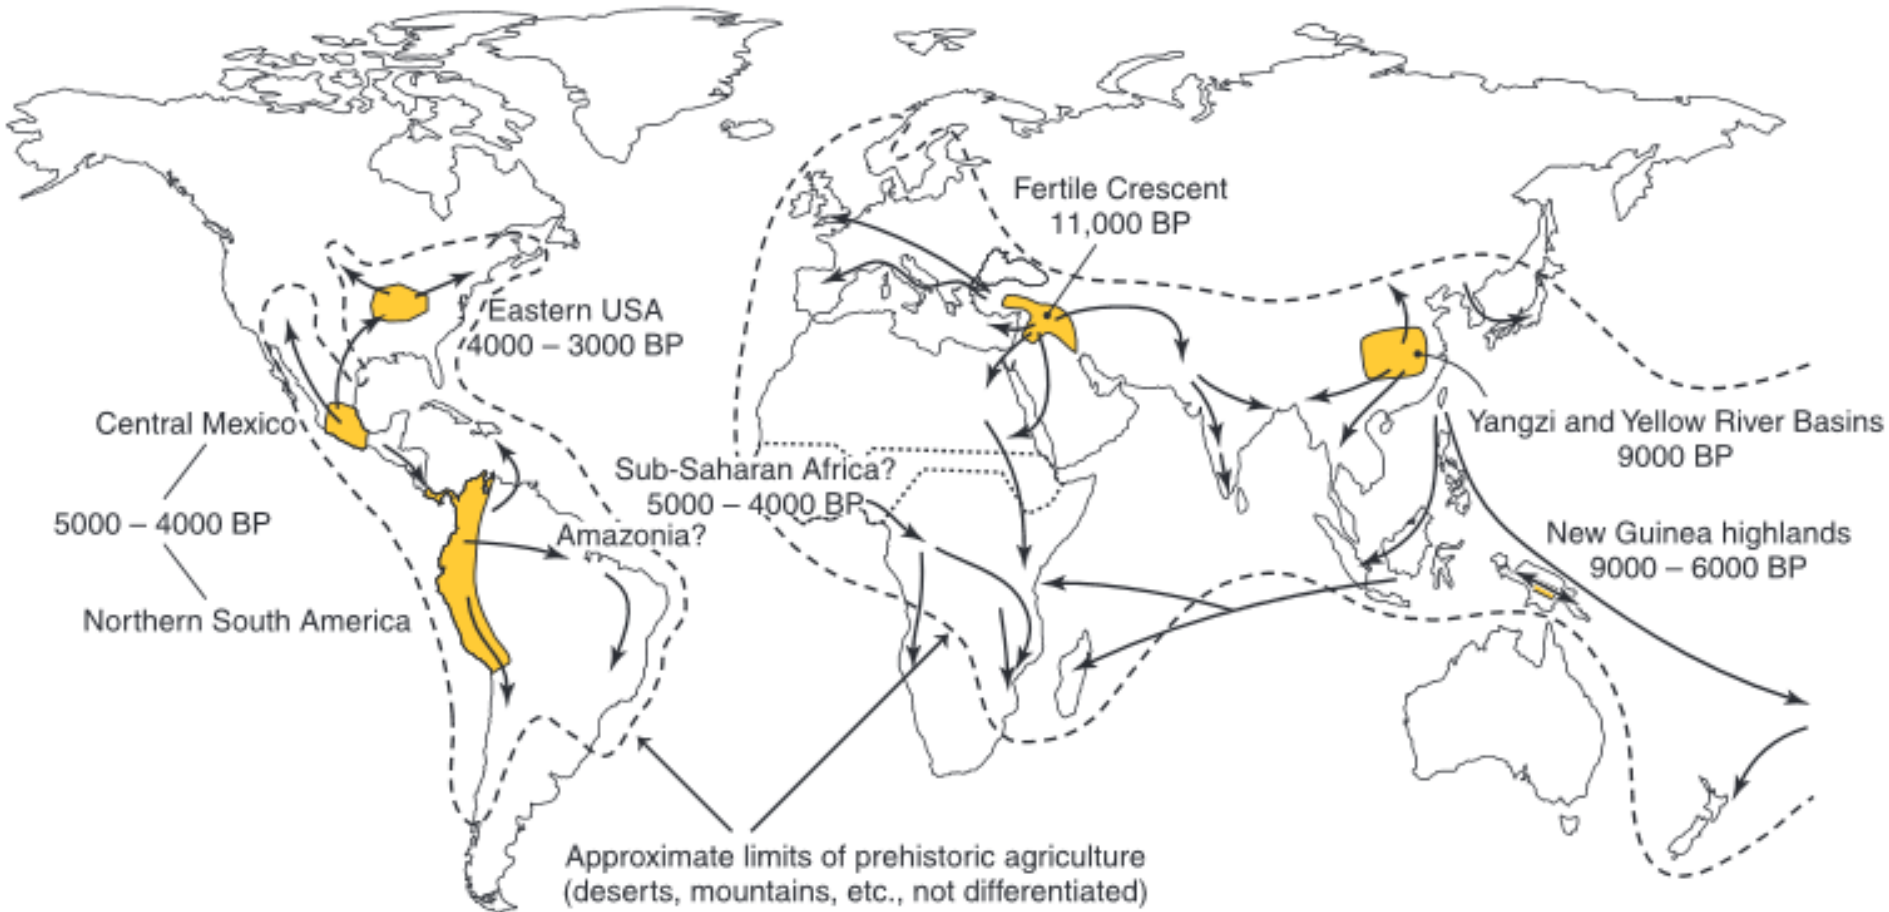 Fertile Crescent
11,000 BP
Eastern USA
4000 – 3000 BP
Central Mexico
5000 – 4000 BP
Northern South America
Sub-Saharan Africa?
5000 – 4000 BP
Amazonia?
Yangzi and Yellow River Basins
9000 BP
New Guinea highlands
9000 – 6000 BP
Approximate limits of prehistoric agriculture
(deserts, mountains, etc., not differentiated)